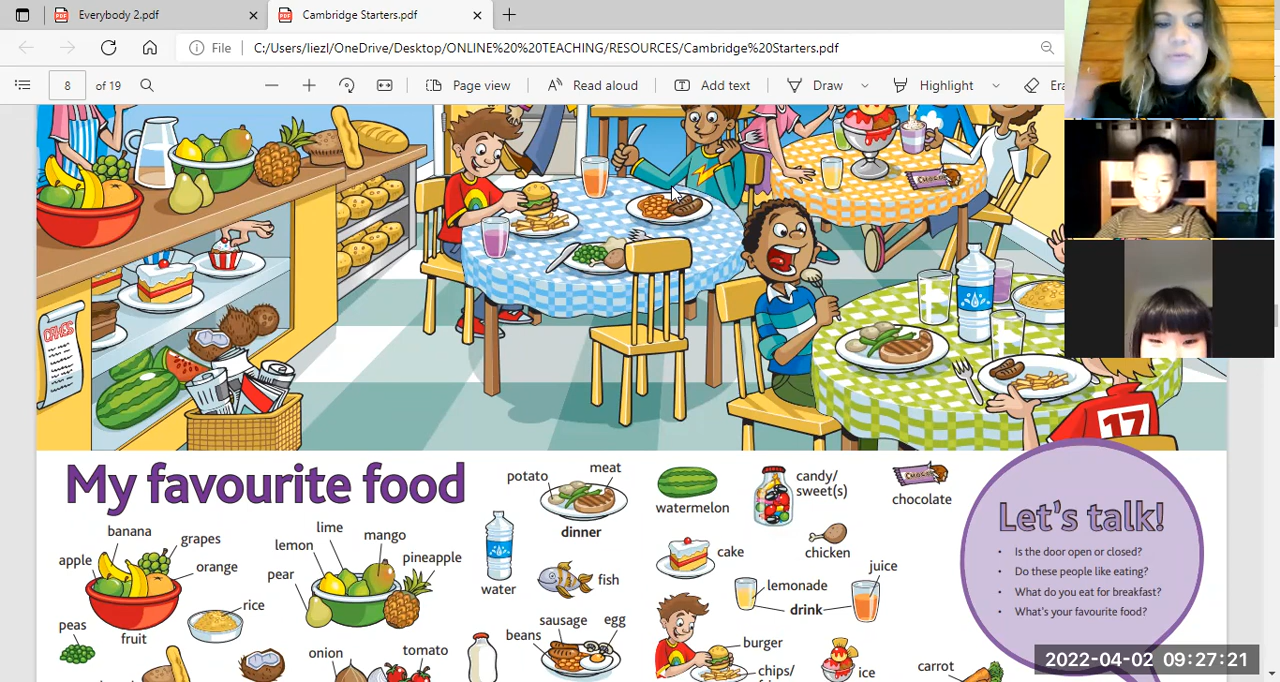 Everybody 2.pdf
Cambridge Starters.pdf
File C:/Users/liezl/OneDrive/Desktop/ONLINE%20%20TEACHING/RESOURCES/Cambridge%20Starters.pdf
8 of 19
Page view
Read aloud
Add text
Draw
Highlight
CHOCO
CAKES
17
My favourite food
banana
apple
grapes
orange
fruit
rice
peas
lime
lemon
mango
pear
pineapple
onion
tomato
potato
meat
dinner
water
fish
beans
sausage
egg
watermelon
candy/
sweet(s)
CHOCO
chocolate
cake
chicken
lemonade
juice
drink
burger
chips/
ice
carrot
Let's talk!
• Is the door open or closed?
• Do these people like eating?
• What do you eat for breakfast?
• What's your favourite food?
2022-04-02 09:27:21